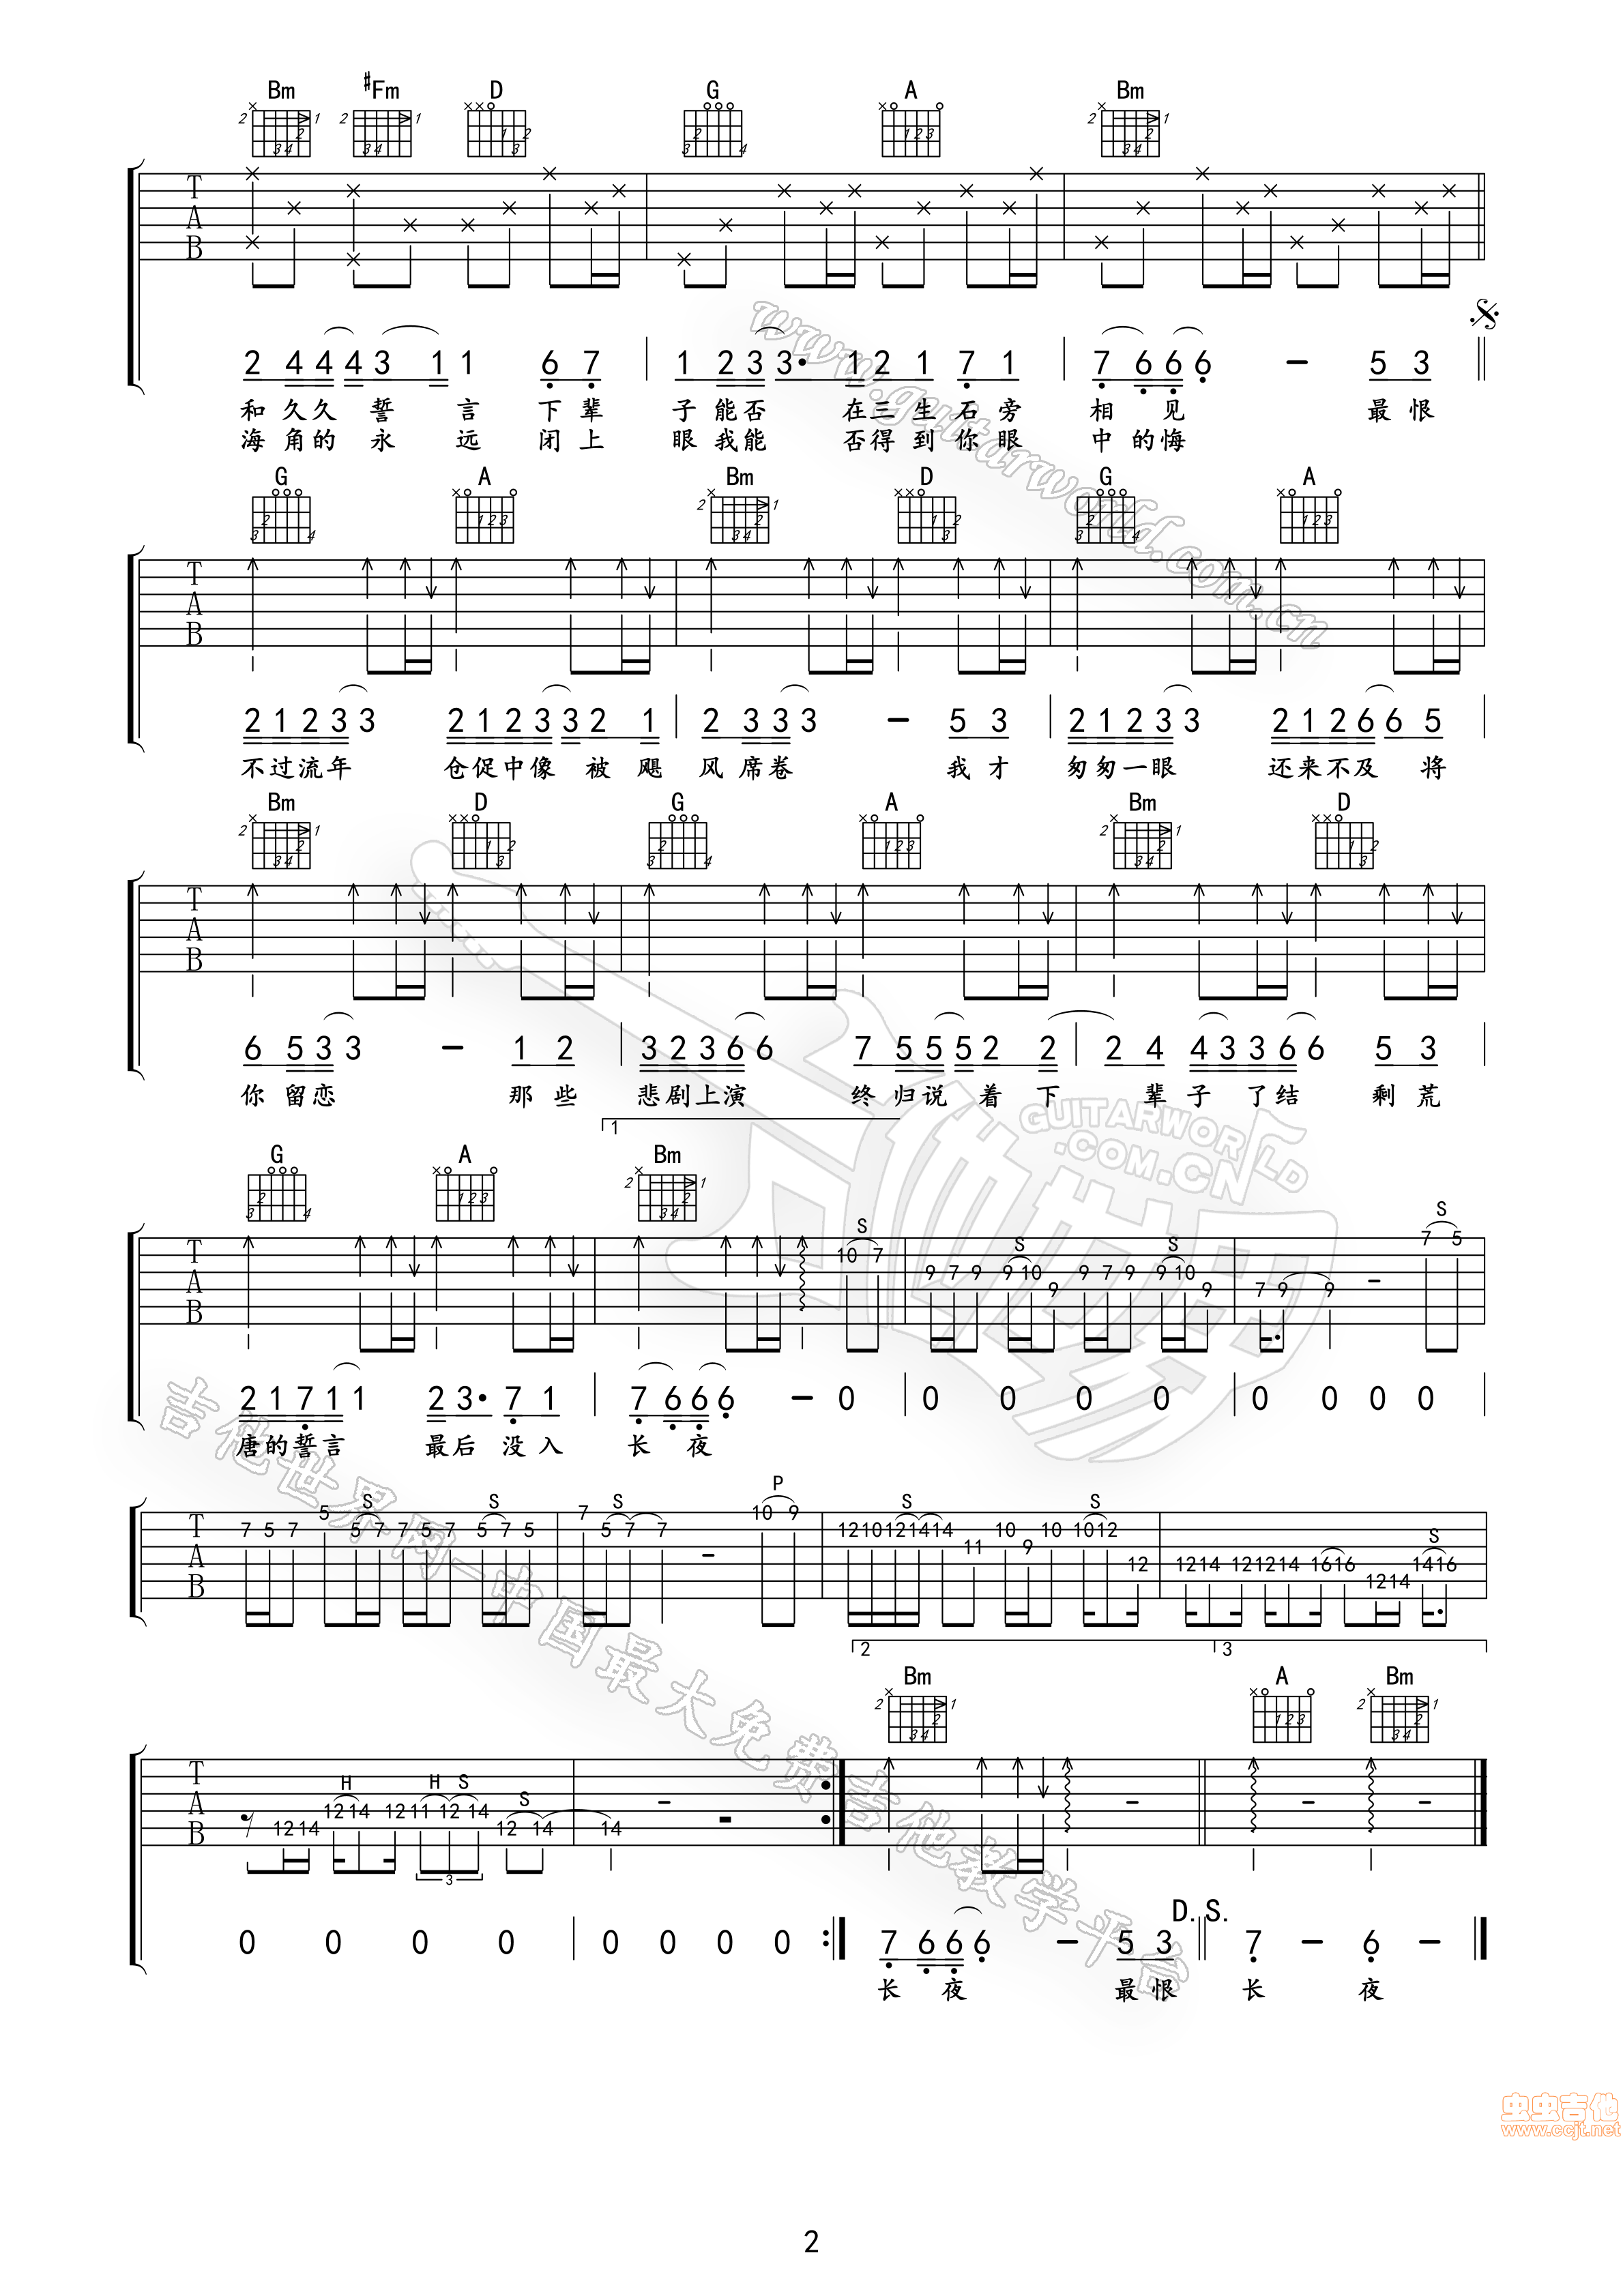 Bm #Fm D G A Bm
T A B
2 4 4 4 3 1 1 6 7 1 2 3 3· 1 2 1 7 1 7 6 6 6 - 5 3
和 久 久 誓 言 下 辈 子 能 否 在 三 生 石 旁 相 见 最 恨
海 角 的 永 远 闭 上 眼 我 能 否 得 到 你 眼 中 的 悔
G A Bm D G A
T A B
2 1 2 3 3 2 1 2 3 3 2 1 2 3 3 3 - 5 3 2 1 2 3 3 2 1 2 6 6 5
不 过 流 年 仓 促 中 像 被 飓 风 席 卷 我 才 匆 匆 一 眼 还 来 不 及 将
Bm D G A Bm D
T A B
6 5 3 3 - 1 2 3 2 3 6 6 7 5 5 5 2 2 2 4 4 3 3 6 6 5 3
你 留 恋 那 些 悲 剧 上 演 终 归 说 着 下 辈 子 了 结 剩 荒
1
G A Bm
S S S S
T A B
10 7 9 7 9 9 10 9 9 7 9 9 10 9 7 9 9 7 5
2 1 7 1 1 2 3· 7 1 7 6 6 6 - 0 0 0 0 0 0 0 0 0
唐 的 誓 言 最 后 没 入 长 夜
S S S P S S S
T A B
7 5 7 5 5 7 7 5 7 5 7 5 7 5 7 7 10 9 12 10 12 14 14 11 10 9 10 10 12 12 12 14 12 12 14 16 16 12 14 14 16
2 3
Bm A Bm
H H S S
T A B
12 14 12 14 12 11 12 14 12 14 14
3
D.S.
0 0 0 0 0 0 0 0 7 6 6 6 - 5 3 7 - 6 -
长 夜 最 恨 长 夜
www.guitarworld.com.cn
GUITARWORLD
.COM.CN
吉他世界网-中国最大免费吉他教学平台
虫虫吉他
www.ccjt.net
2